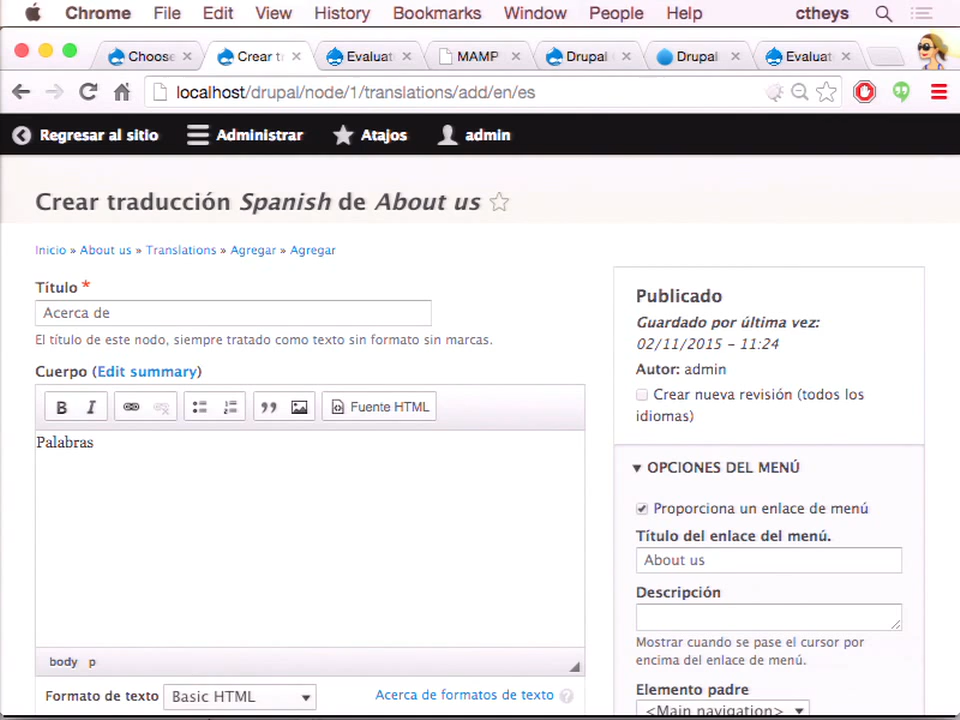 Chrome File Edit View History Bookmarks Window People Help ctheys
Choose Crear tr Evaluat MAMP Drupal Drupal Evaluat
localhost/drupal/node/1/translations/add/en/es
Regresar al sitio Administrar Atajos admin
Crear traducción Spanish de About us
Inicio » About us » Translations » Agregar » Agregar
Título *
Acerca de
El título de este nodo, siempre tratado como texto sin formato sin marcas.
Cuerpo (Edit summary)
B I Fuente HTML
Palabras
body p
Formato de texto Basic HTML Acerca de formatos de texto ?
Publicado
Guardado por última vez:
02/11/2015 - 11:24
Autor: admin
Crear nueva revisión (todos los
idiomas)
▼ OPCIONES DEL MENÚ
Proporciona un enlace de menú
Título del enlace del menú.
About us
Descripción
Mostrar cuando se pase el cursor por
encima del enlace de menú.
Elemento padre
<Main navigation>